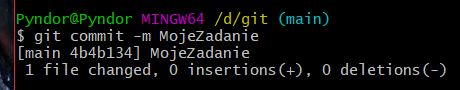 Pyndor@Pyndor MINGW64 /d/git (main)
$ git commit -m MojeZadanie
[main 4b4b134] MojeZadanie
 1 file changed, 0 insertions(+), 0 deletions(-)